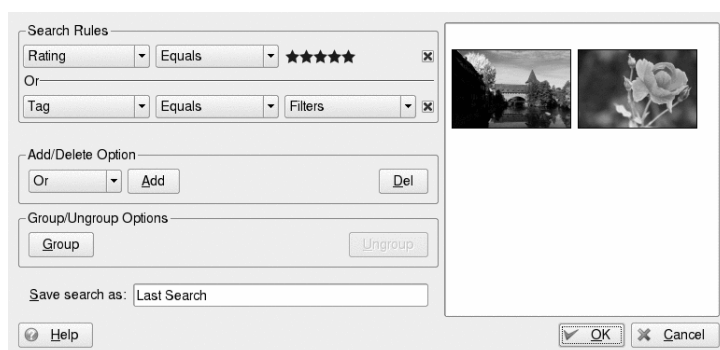 Search Rules
Rating Equals ★★★★★
Or
Tag Equals Filters
Add/Delete Option
Or Add Del
Group/Ungroup Options
Group Ungroup
Save search as: Last Search
Help OK Cancel